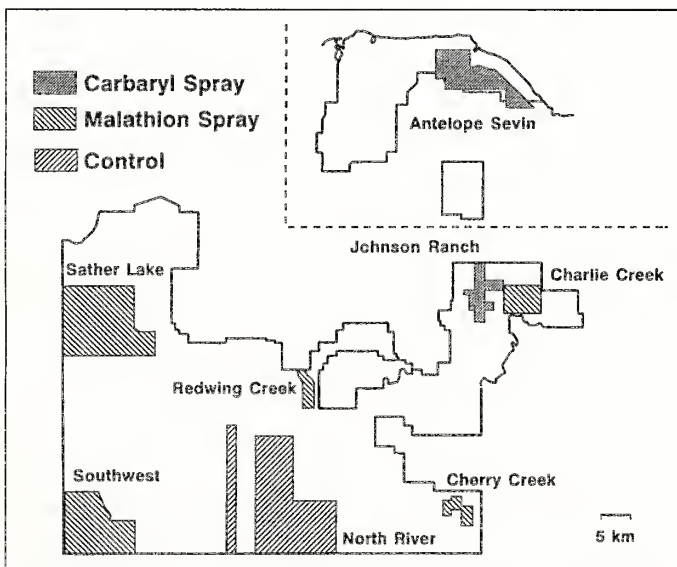 Carbaryl Spray
Malathion Spray
Control
Antelope Sevin
Johnson Ranch
Sather Lake
Charlie Creek
Redwing Creek
Southwest
Cherry Creek
North River
5 km